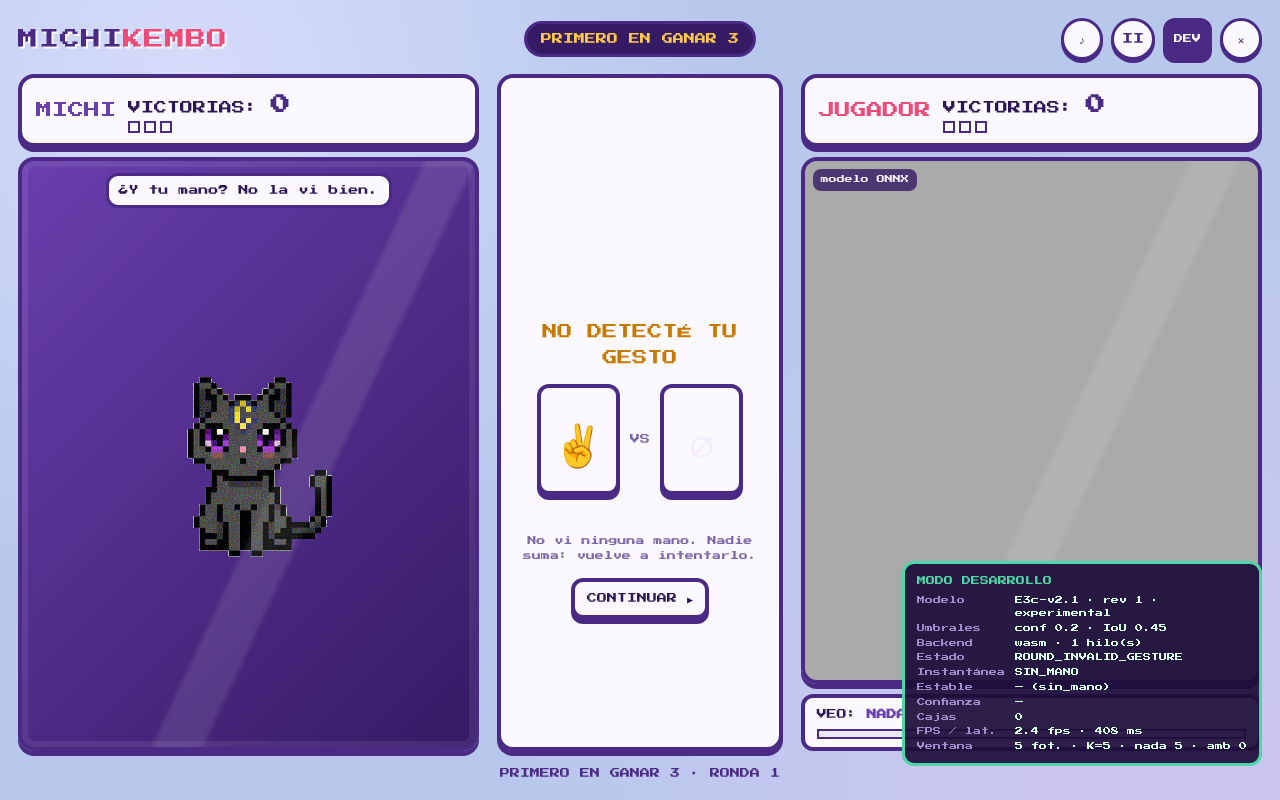 MICHIKEMBO
PRIMERO EN GANAR 3
♪
II
DEV
×
MICHI
VICTORIAS: 0
JUGADOR
VICTORIAS: 0
¿Y tu mano? No la vi bien.
NO DETECTÉ TU
GESTO
VS
Ø
No vi ninguna mano. Nadie
suma: vuelve a intentarlo.
CONTINUAR ▸
modelo ONNX
VEO: NADA
MODO DESARROLLO
Modelo E3c-v2.1 · rev 1 ·
experimental
Umbrales conf 0.2 · IoU 0.45
Backend wasm · 1 hilo(s)
Estado ROUND_INVALID_GESTURE
Instantánea SIN_MANO
Estable — (sin_mano)
Confianza —
Cajas 0
FPS / lat. 2.4 fps · 408 ms
Ventana 5 fot. · K=5 · nada 5 · amb 0
PRIMERO EN GANAR 3 · RONDA 1